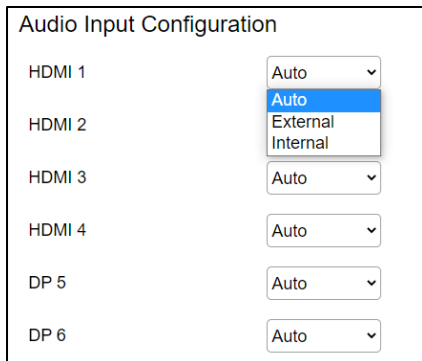 Audio Input Configuration
HDMI 1 Auto
Auto
HDMI 2 External
Internal
HDMI 3 Auto
HDMI 4 Auto
DP 5 Auto
DP 6 Auto